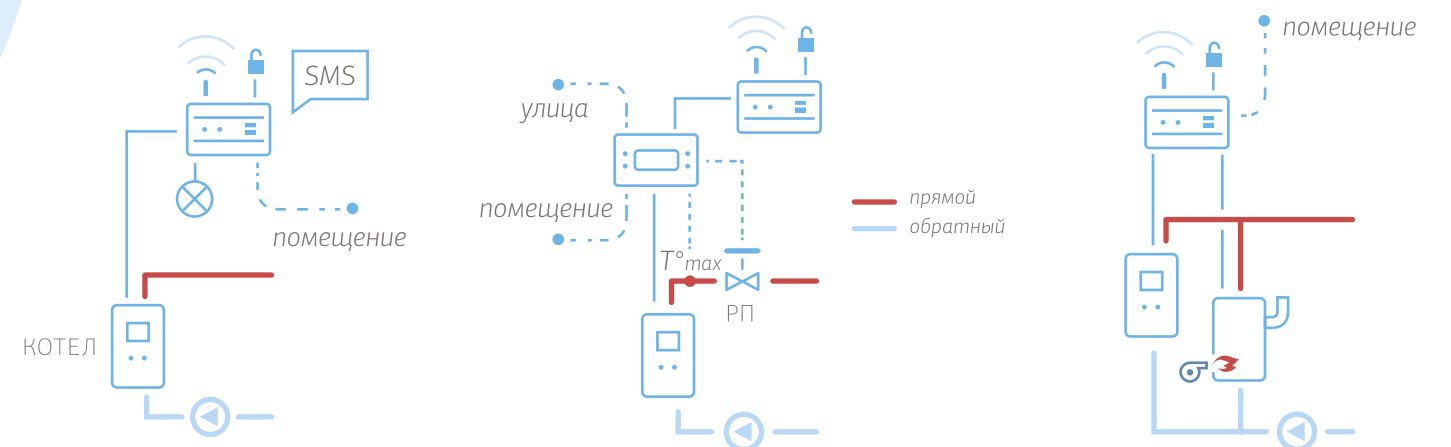 SMS
помещение
КОТЕЛ
улица
помещение
T°max
РП
прямой
обратный
помещение